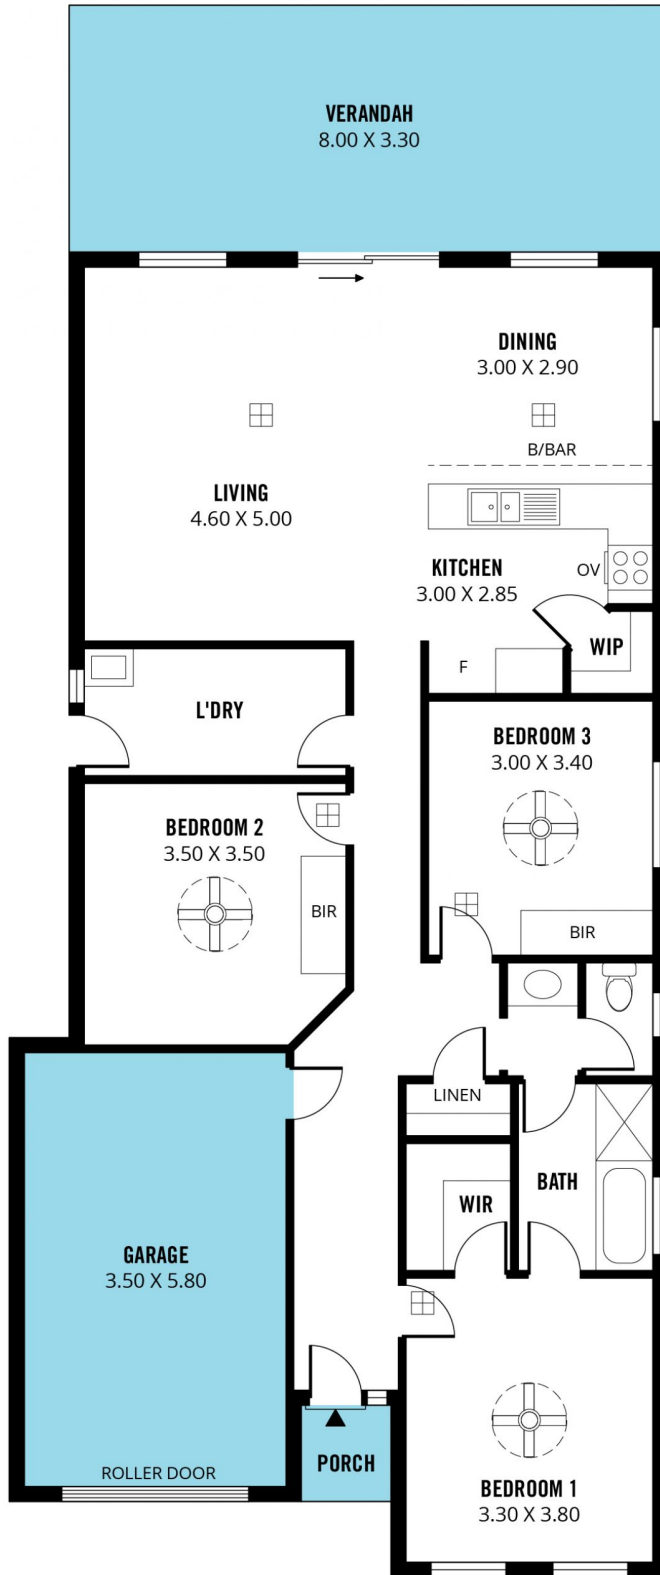 VERANDAH
8.00 X 3.30
DINING
3.00 X 2.90
B/BAR
LIVING
4.60 X 5.00
KITCHEN
3.00 X 2.85
OV
WIP
F
L'DRY
BEDROOM 3
3.00 X 3.40
BEDROOM 2
3.50 X 3.50
BIR
BIR
LINEN
BATH
WIR
GARAGE
3.50 X 5.80
ROLLER DOOR
PORCH
BEDROOM 1
3.30 X 3.80